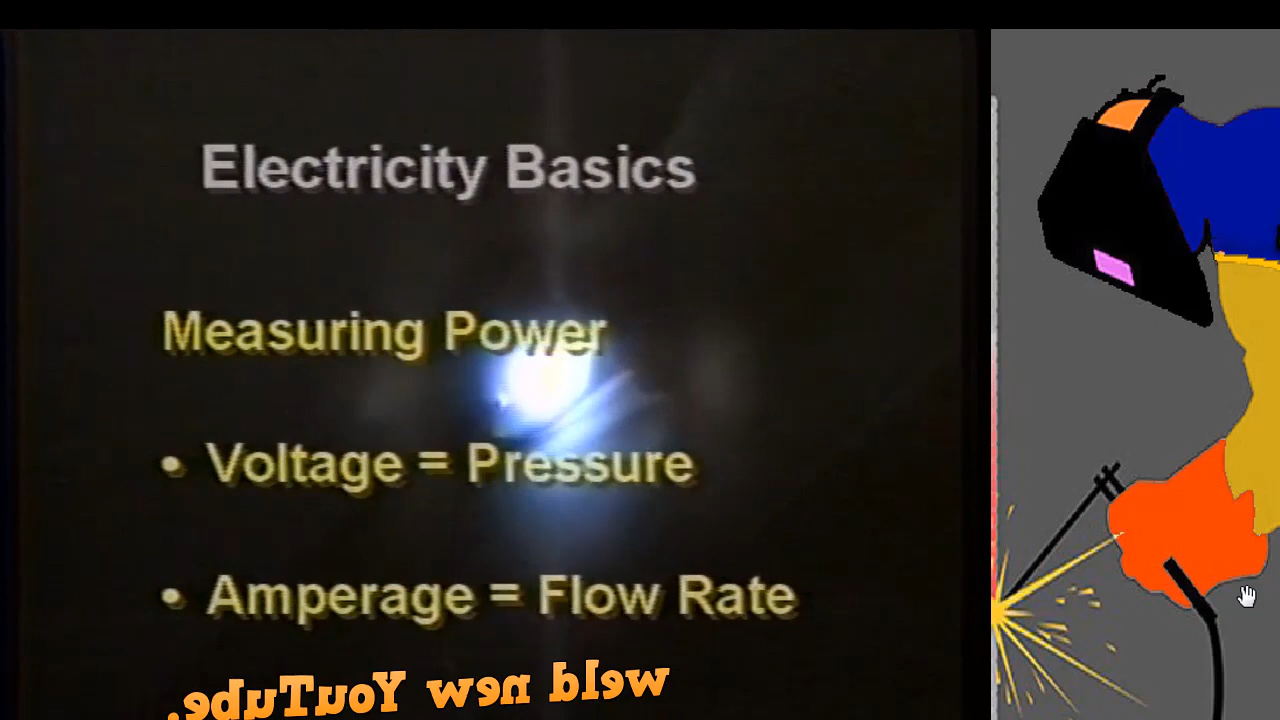 Electricity Basics
Measuring Power
• Voltage = Pressure
• Amperage = Flow Rate
weld new YouTube.